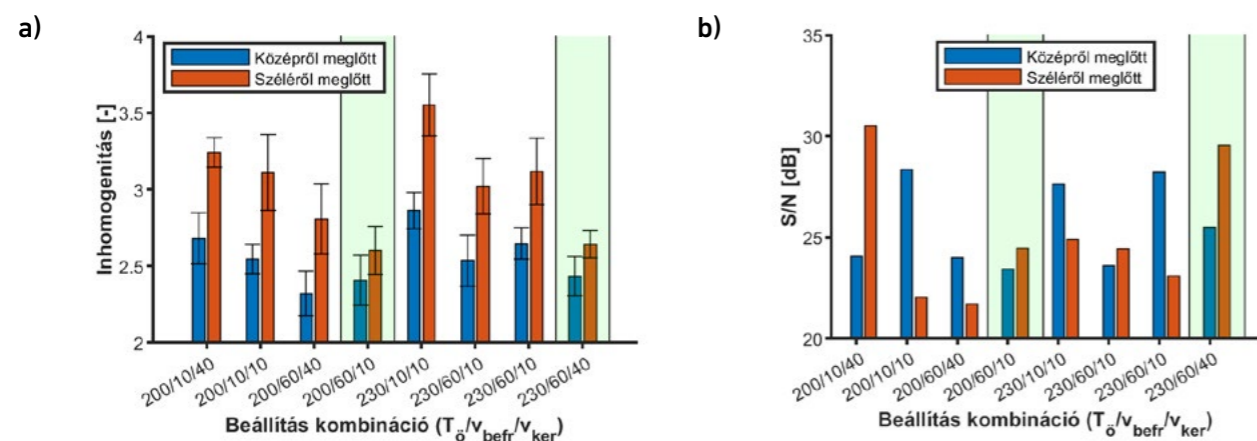 a)
4
3.5
3
2.5
2
Inhomogenitás [-]
Középről meglőtt
Széléről meglőtt
200/10/40
200/10/10
200/60/40
200/60/10
230/10/10
230/60/10
230/60/10
230/60/40
Beállítás kombináció (Tö/vbefr/vker)
b)
35
30
25
20
S/N [dB]
Középről meglőtt
Széléről meglőtt
200/10/40
200/10/10
200/60/40
200/60/10
230/10/10
230/60/10
230/60/10
230/60/40
Beállítás kombináció (Tö/vbefr/vker)